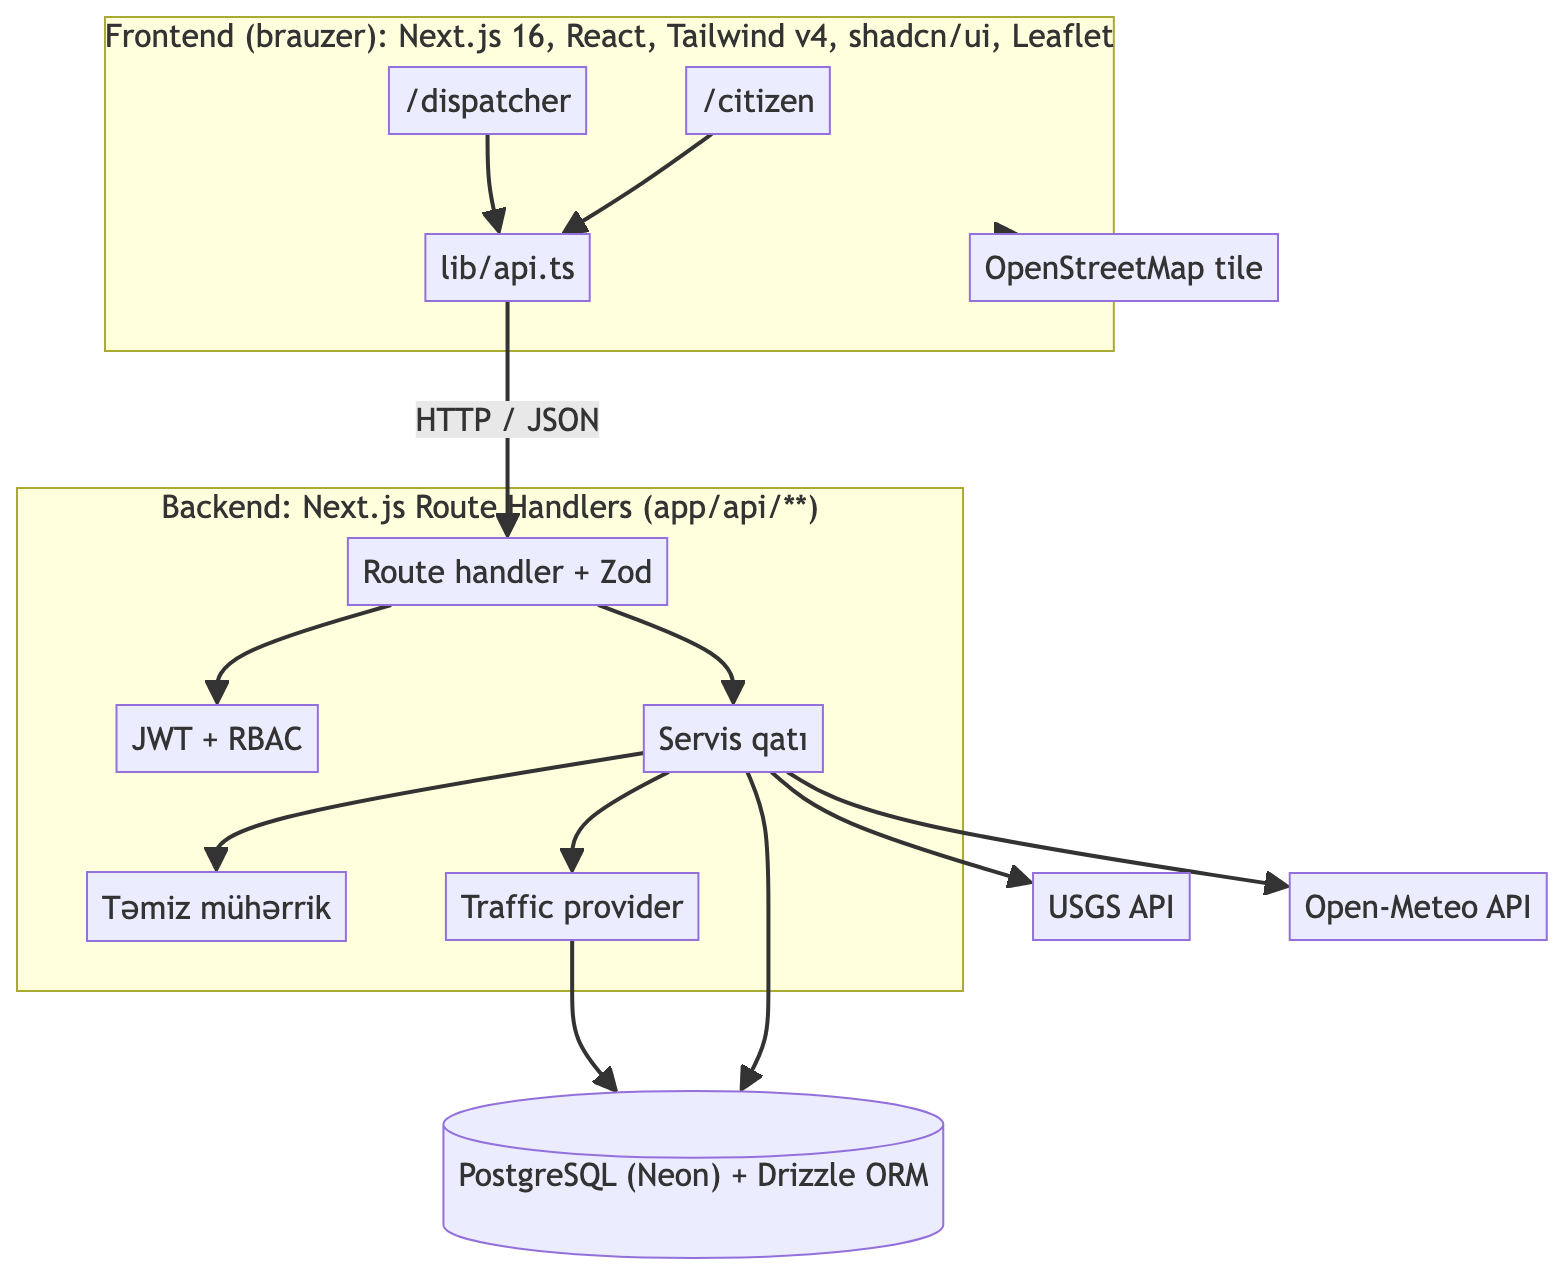 Frontend (brauzer): Next.js 16, React, Tailwind v4, shadcn/ui, Leaflet
/dispatcher
/citizen
lib/api.ts
OpenStreetMap tile
HTTP / JSON
Backend: Next.js Route Handlers (app/api/**)
Route handler + Zod
JWT + RBAC
Servis qatı
Təmiz mühərrik
Traffic provider
USGS API
Open-Meteo API
PostgreSQL (Neon) + Drizzle ORM